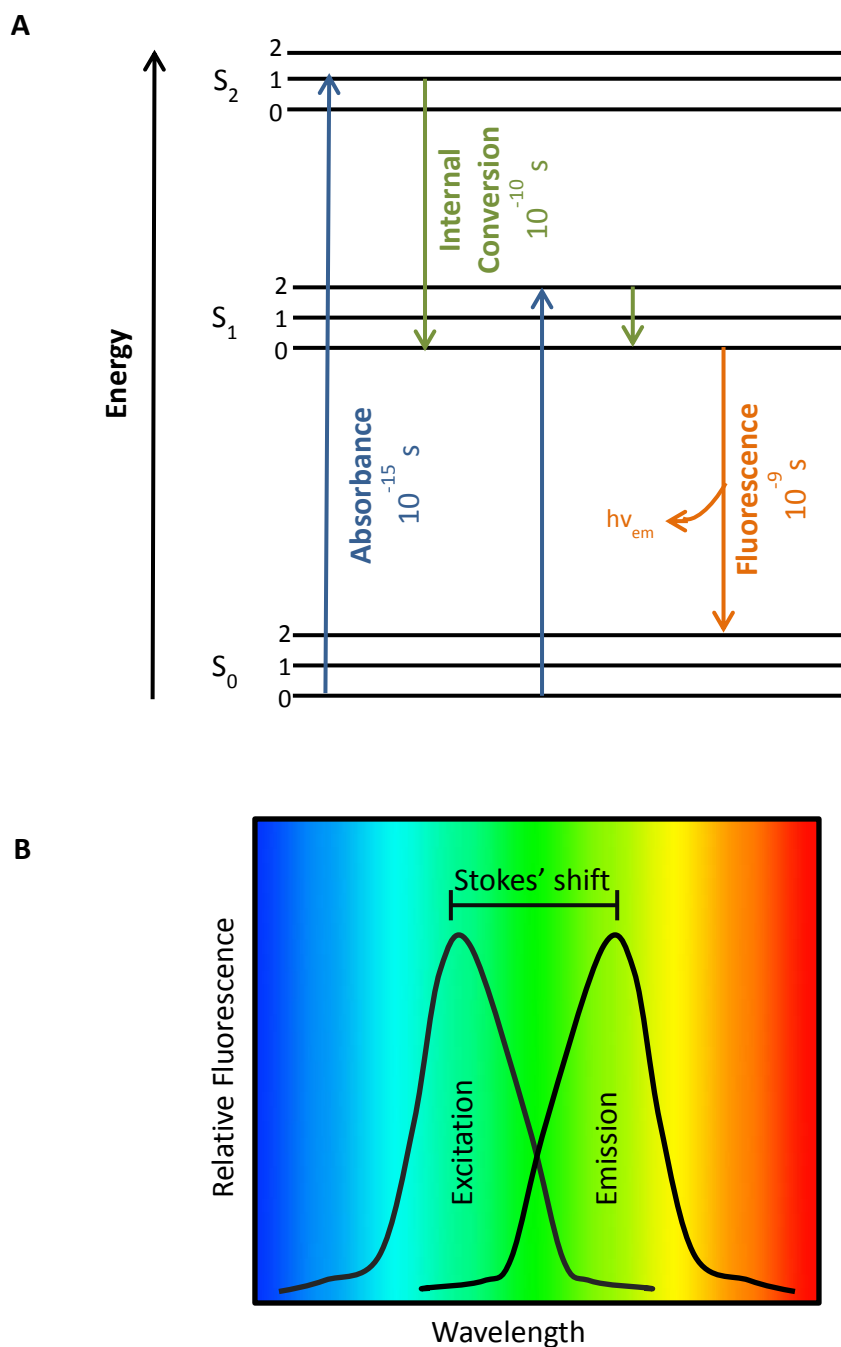 A
Energy
S2
2
1
0
Internal
Conversion
10-10 s
S1
2
1
0
Absorbance
10-15 s
hvem
Fluorescence
10-9 s
S0
2
1
0
B
Stokes’ shift
Relative Fluorescence
Excitation
Emission
Wavelength